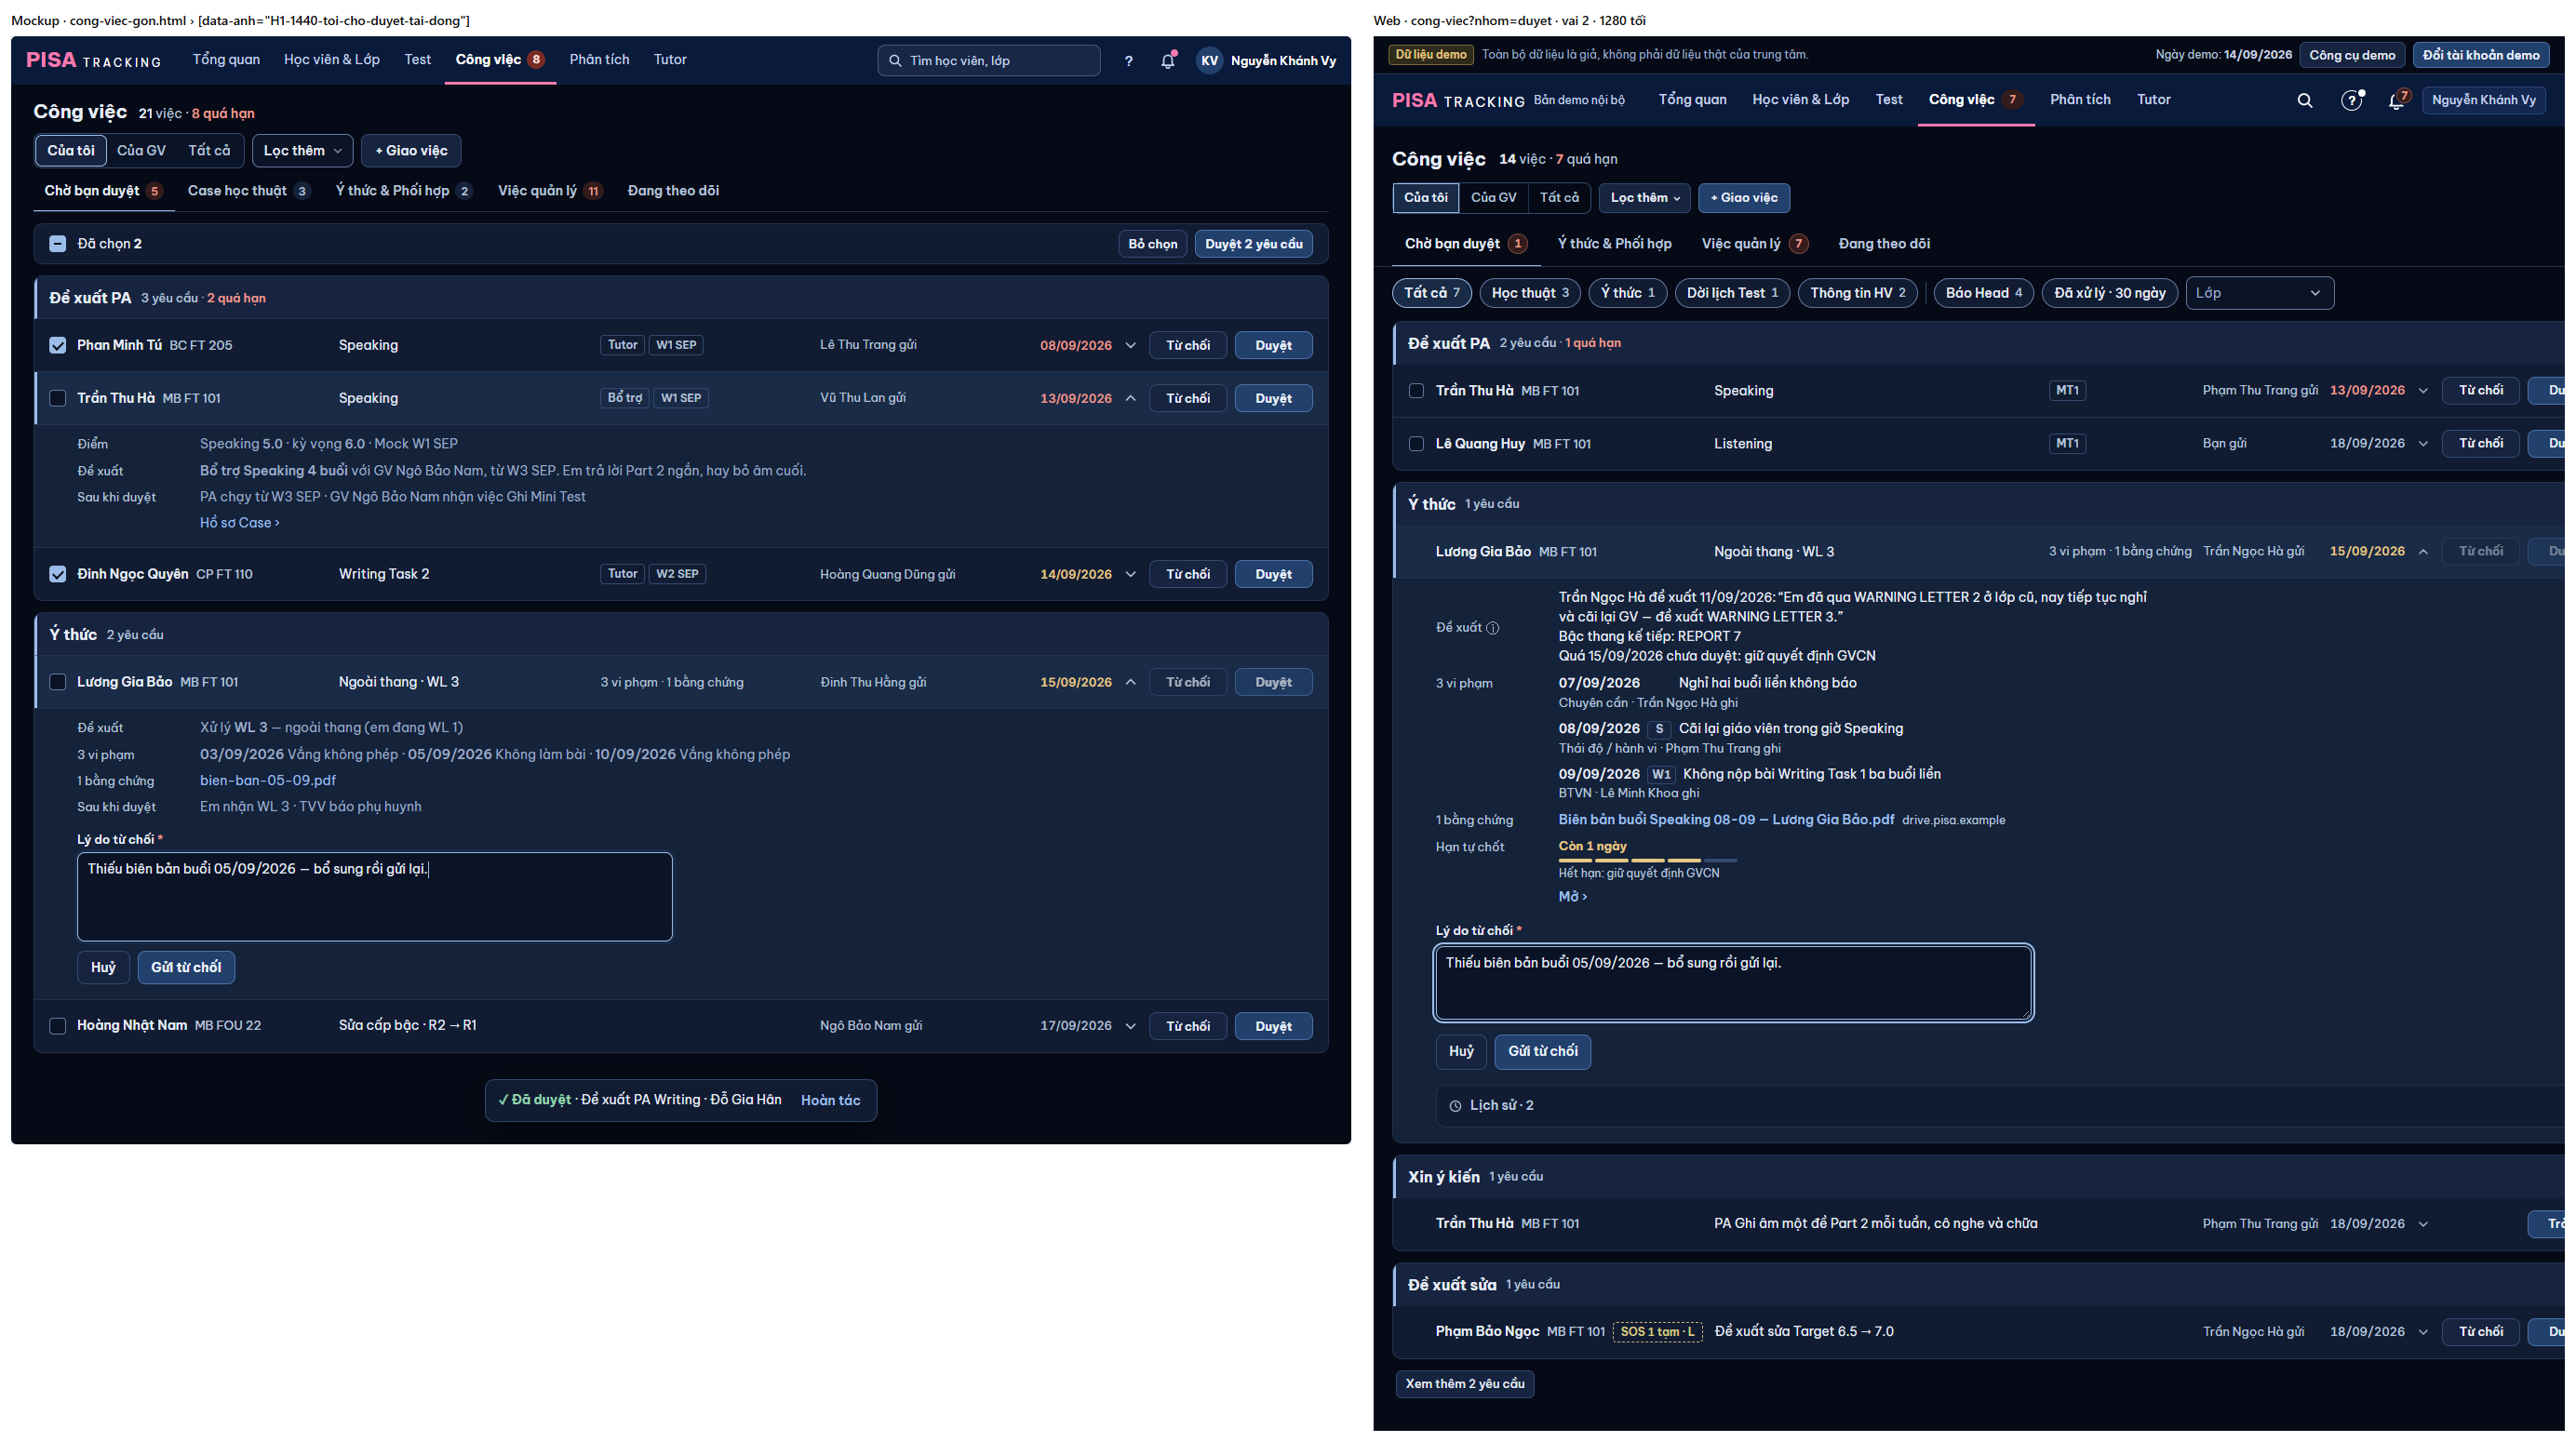 Mockup · cong-viec-gon.html › [data-anh="H1-1440-toi-cho-duyet-tai-dong"]
PISA TRACKING Tổng quan Học viên & Lớp Test Công việc 8 Phân tích Tutor Tìm học viên, lớp ? KV Nguyễn Khánh Vy
Công việc 21 việc · 8 quá hạn
Của tôi Của GV Tất cả Lọc thêm + Giao việc
Chờ bạn duyệt 5 Case học thuật 3 Ý thức & Phối hợp 2 Việc quản lý 11 Đang theo dõi
Đã chọn 2 Bỏ chọn Duyệt 2 yêu cầu
Đề xuất PA 3 yêu cầu · 2 quá hạn
Phan Minh Tú BC FT 205 Speaking Tutor W1 SEP Lê Thu Trang gửi 08/09/2026 Từ chối Duyệt
Trần Thu Hà MB FT 101 Speaking Bổ trợ W1 SEP Vũ Thu Lan gửi 13/09/2026 Từ chối Duyệt
Điểm Speaking 5.0 · kỳ vọng 6.0 · Mock W1 SEP
Đề xuất Bổ trợ Speaking 4 buổi với GV Ngô Bảo Nam, từ W3 SEP. Em trả lời Part 2 ngắn, hay bỏ âm cuối.
Sau khi duyệt PA chạy từ W3 SEP · GV Ngô Bảo Nam nhận việc Ghi Mini Test
Hồ sơ Case ›
Đinh Ngọc Quyên CP FT 110 Writing Task 2 Tutor W2 SEP Hoàng Quang Dũng gửi 14/09/2026 Từ chối Duyệt
Ý thức 2 yêu cầu
Lương Gia Bảo MB FT 101 Ngoài thang · WL 3 3 vi phạm · 1 bằng chứng Đinh Thu Hằng gửi 15/09/2026 Từ chối Duyệt
Đề xuất Xử lý WL 3 — ngoài thang (em đang WL 1)
3 vi phạm 03/09/2026 Vắng không phép · 05/09/2026 Không làm bài · 10/09/2026 Vắng không phép
1 bằng chứng bien-ban-05-09.pdf
Sau khi duyệt Em nhận WL 3 · TVV báo phụ huynh
Lý do từ chối *
Thiếu biên bản buổi 05/09/2026 — bổ sung rồi gửi lại.
Huỷ Gửi từ chối
Hoàng Nhật Nam MB FOU 22 Sửa cấp bậc · R2 → R1 Ngô Bảo Nam gửi 17/09/2026 Từ chối Duyệt
✓ Đã duyệt · Đề xuất PA Writing · Đỗ Gia Hân Hoàn tác
Web · cong-viec?nhom=duyet · vai 2 · 1280 tối
Dữ liệu demo Toàn bộ dữ liệu là giả, không phải dữ liệu thật của trung tâm. Ngày demo: 14/09/2026 Công cụ demo Đổi tài khoản demo
PISA TRACKING Bản demo nội bộ Tổng quan Học viên & Lớp Test Công việc 7 Phân tích Tutor ? 7 Nguyễn Khánh Vy
Công việc 14 việc · 7 quá hạn
Của tôi Của GV Tất cả Lọc thêm + Giao việc
Chờ bạn duyệt 1 Ý thức & Phối hợp Việc quản lý 7 Đang theo dõi
Tất cả 7 Học thuật 3 Ý thức 1 Dời lịch Test 1 Thông tin HV 2 Báo Head 4 Đã xử lý · 30 ngày Lớp
Đề xuất PA 2 yêu cầu · 1 quá hạn
Trần Thu Hà MB FT 101 Speaking MT1 Phạm Thu Trang gửi 13/09/2026 Từ chối Du
Lê Quang Huy MB FT 101 Listening MT1 Bạn gửi 18/09/2026 Từ chối Du
Ý thức 1 yêu cầu
Lương Gia Bảo MB FT 101 Ngoài thang · WL 3 3 vi phạm · 1 bằng chứng Trần Ngọc Hà gửi 15/09/2026 Từ chối Du
Đề xuất Trần Ngọc Hà đề xuất 11/09/2026: “Em đã qua WARNING LETTER 2 ở lớp cũ, nay tiếp tục nghỉ
và cãi lại GV — đề xuất WARNING LETTER 3.”
Bậc thang kế tiếp: REPORT 7
Quá 15/09/2026 chưa duyệt: giữ quyết định GVCN
3 vi phạm 07/09/2026 Nghỉ hai buổi liền không báo
Chuyên cần · Trần Ngọc Hà ghi
08/09/2026 S Cãi lại giáo viên trong giờ Speaking
Thái độ / hành vi · Phạm Thu Trang ghi
09/09/2026 W1 Không nộp bài Writing Task 1 ba buổi liền
BTVN · Lê Minh Khoa ghi
1 bằng chứng Biên bản buổi Speaking 08-09 — Lương Gia Bảo.pdf drive.pisa.example
Hạn tự chốt Còn 1 ngày
Hết hạn: giữ quyết định GVCN
Mở ›
Lý do từ chối *
Thiếu biên bản buổi 05/09/2026 — bổ sung rồi gửi lại.
Huỷ Gửi từ chối
Lịch sử · 2
Xin ý kiến 1 yêu cầu
Trần Thu Hà MB FT 101 PA Ghi âm một đề Part 2 mỗi tuần, cô nghe và chữa Phạm Thu Trang gửi 18/09/2026 Trả
Đề xuất sửa 1 yêu cầu
Phạm Bảo Ngọc MB FT 101 SOS 1 tạm · L Đề xuất sửa Target 6.5 → 7.0 Trần Ngọc Hà gửi 18/09/2026 Từ chối Du
Xem thêm 2 yêu cầu